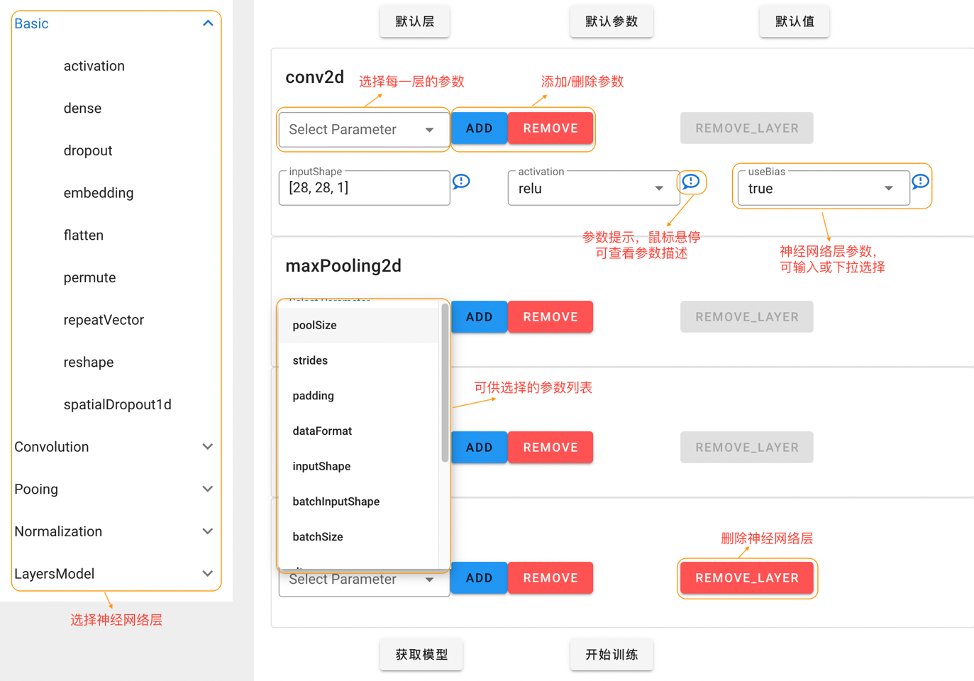 Basic
activation
dense
dropout
embedding
flatten
permute
repeatVector
reshape
spatialDropout1d
Convolution
Pooing
Normalization
LayersModel
选择神经网络层
默认层
默认参数
默认值
conv2d
选择每一层的参数
添加/删除参数
Select Parameter
ADD
REMOVE
REMOVE_LAYER
inputShape
[28, 28, 1]
activation
relu
useBias
true
参数提示，鼠标悬停
可查看参数描述
神经网络层参数，
可输入或下拉选择
maxPooling2d
Select Parameter
ADD
REMOVE
REMOVE_LAYER
poolSize
strides
padding
dataFormat
inputShape
batchInputShape
batchSize
可供选择的参数列表
ADD
REMOVE
REMOVE_LAYER
删除神经网络层
Select Parameter
ADD
REMOVE
REMOVE_LAYER
获取模型
开始训练